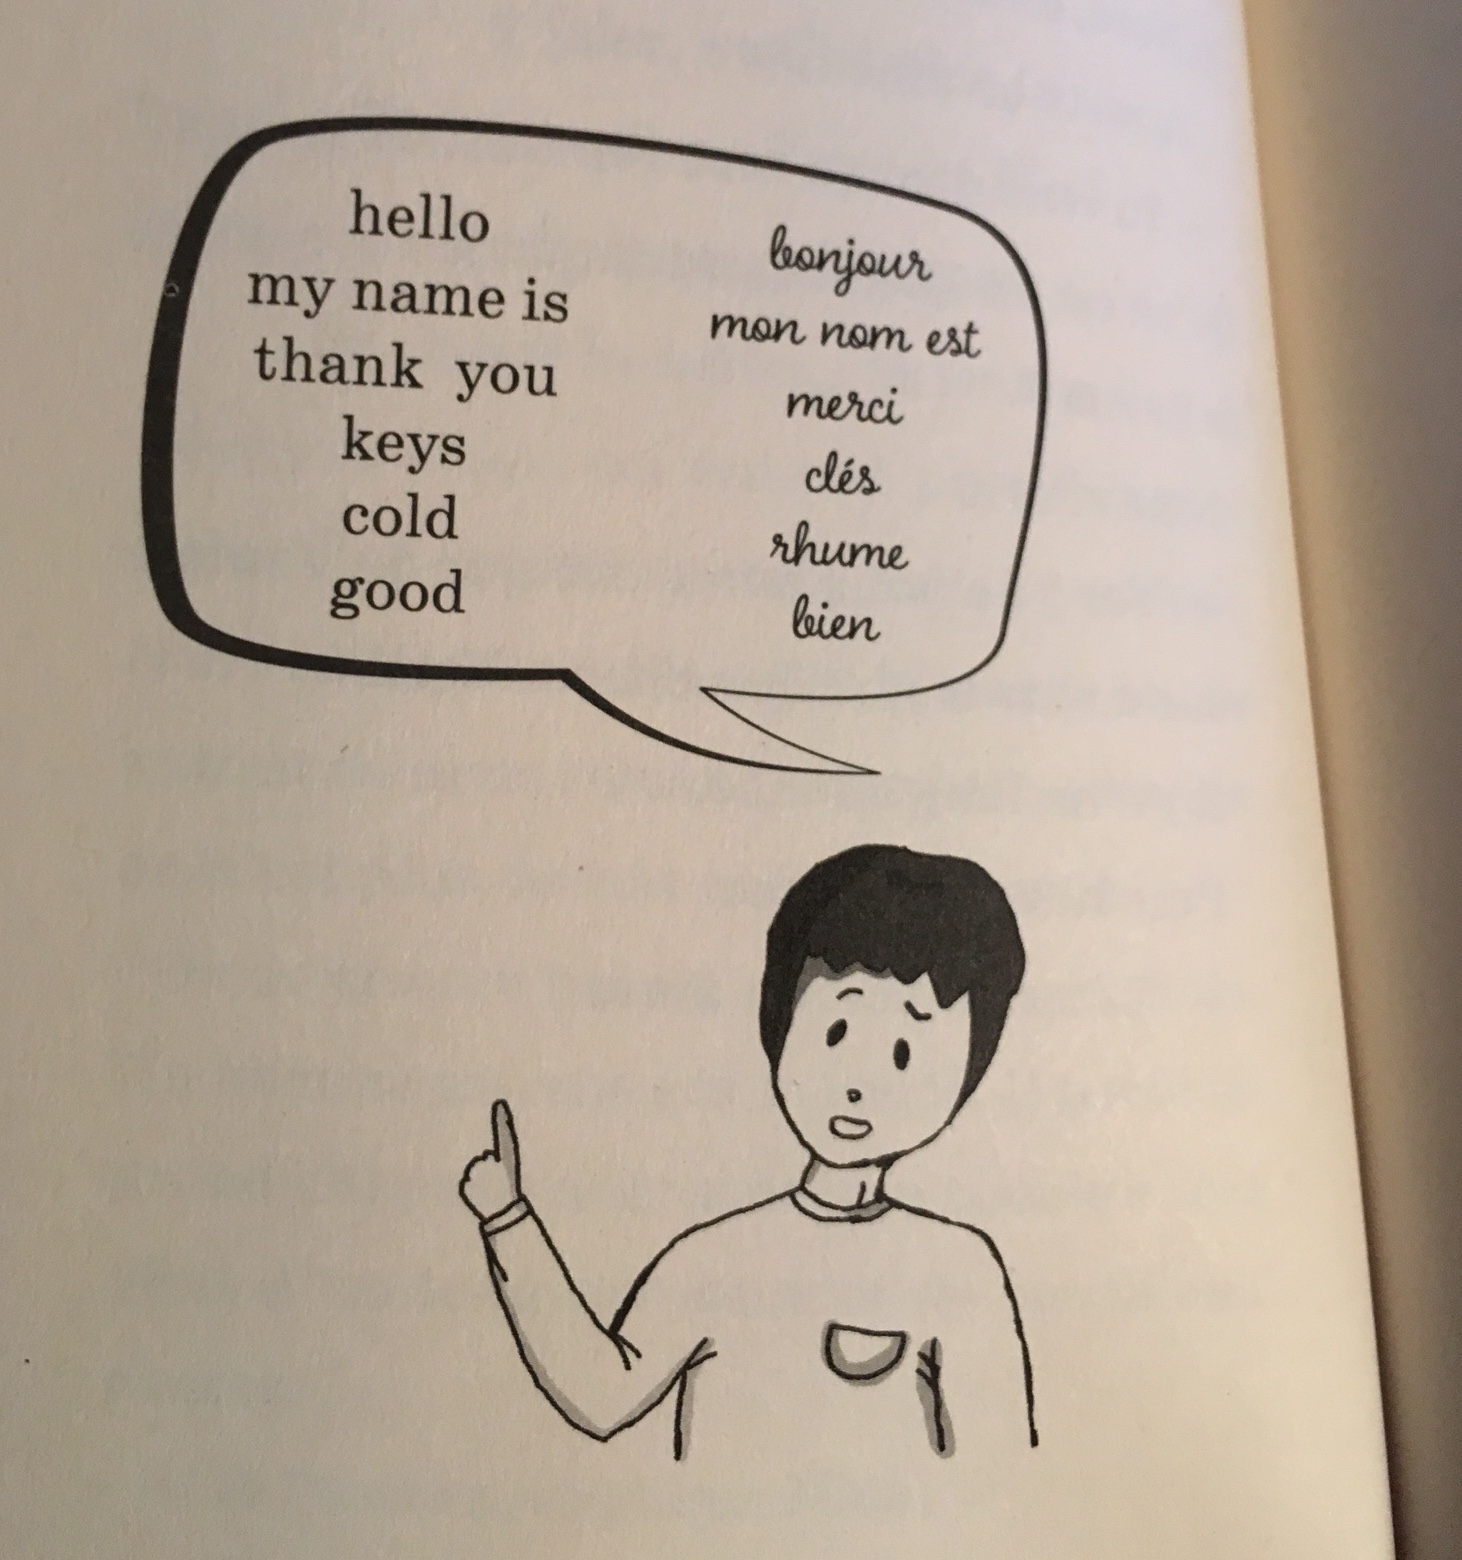 hello
my name is
thank you
keys
cold
good
bonjour
mon nom est
merci
clés
rhume
bien